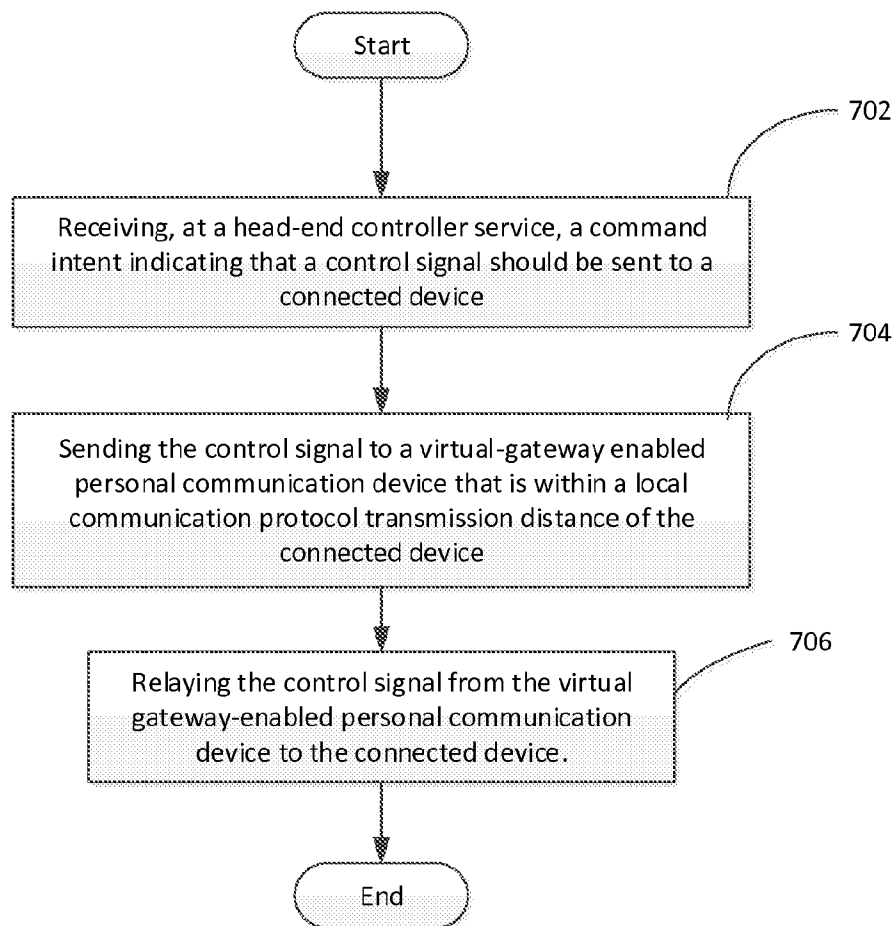 Start
702
Receiving, at a head-end controller service, a command
intent indicating that a control signal should be sent to a
connected device
704
Sending the control signal to a virtual-gateway enabled
personal communication device that is within a local
communication protocol transmission distance of the
connected device
706
Relaying the control signal from the virtual
gateway-enabled personal communication
device to the connected device.
End